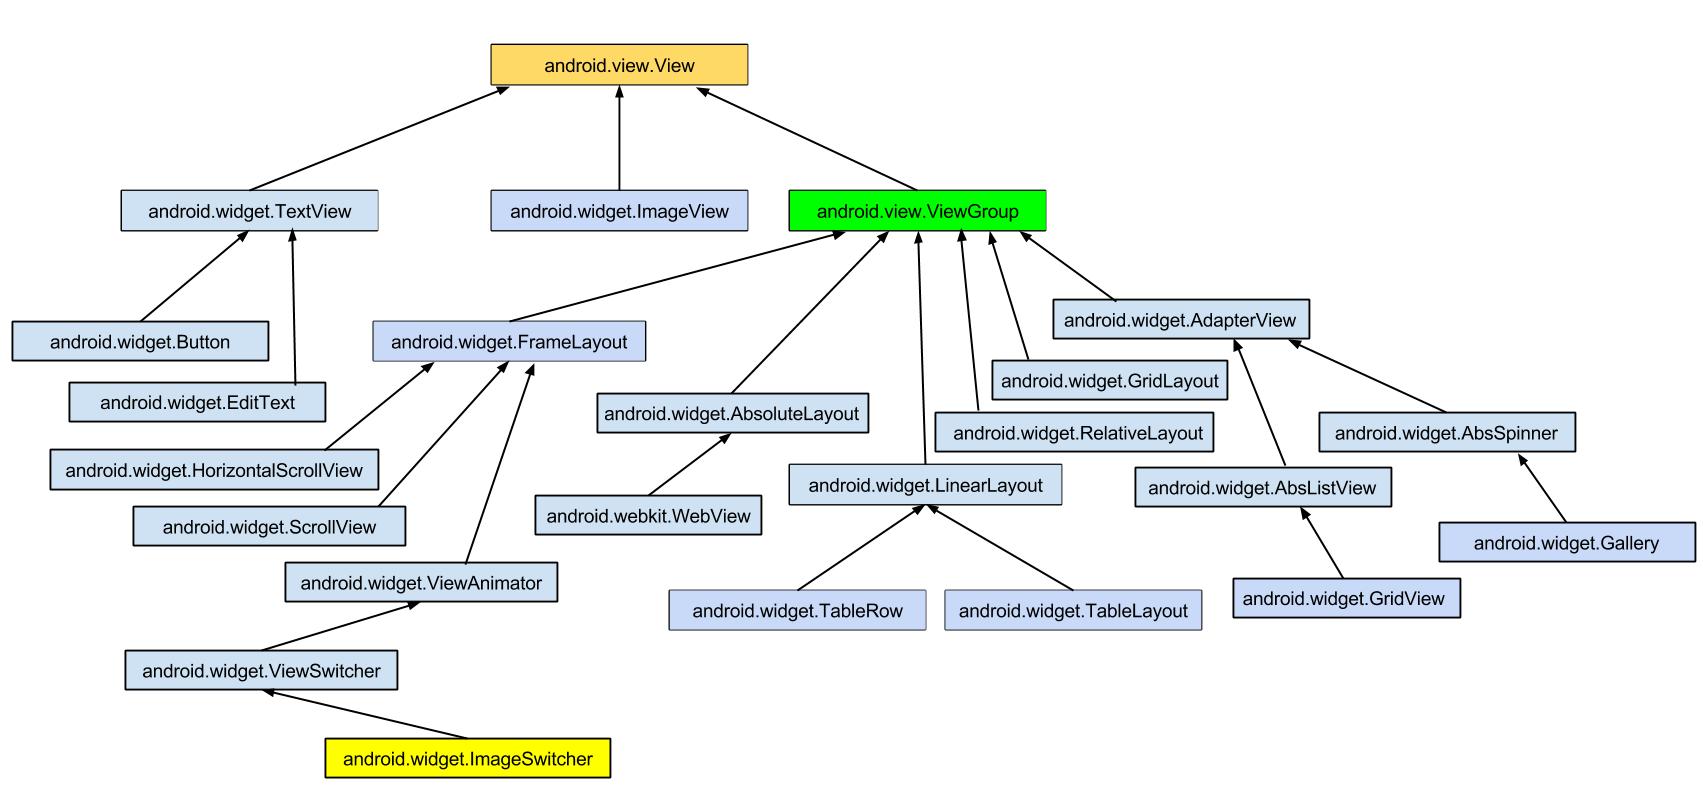 android.view.View
android.widget.TextView
android.widget.ImageView
android.view.ViewGroup
android.widget.AdapterView
android.widget.Button
android.widget.FrameLayout
android.widget.GridLayout
android.widget.EditText
android.widget.AbsoluteLayout
android.widget.RelativeLayout
android.widget.AbsSpinner
android.widget.HorizontalScrollView
android.widget.LinearLayout
android.widget.AbsListView
android.widget.ScrollView
android.webkit.WebView
android.widget.Gallery
android.widget.ViewAnimator
android.widget.TableRow
android.widget.TableLayout
android.widget.GridView
android.widget.ViewSwitcher
android.widget.ImageSwitcher